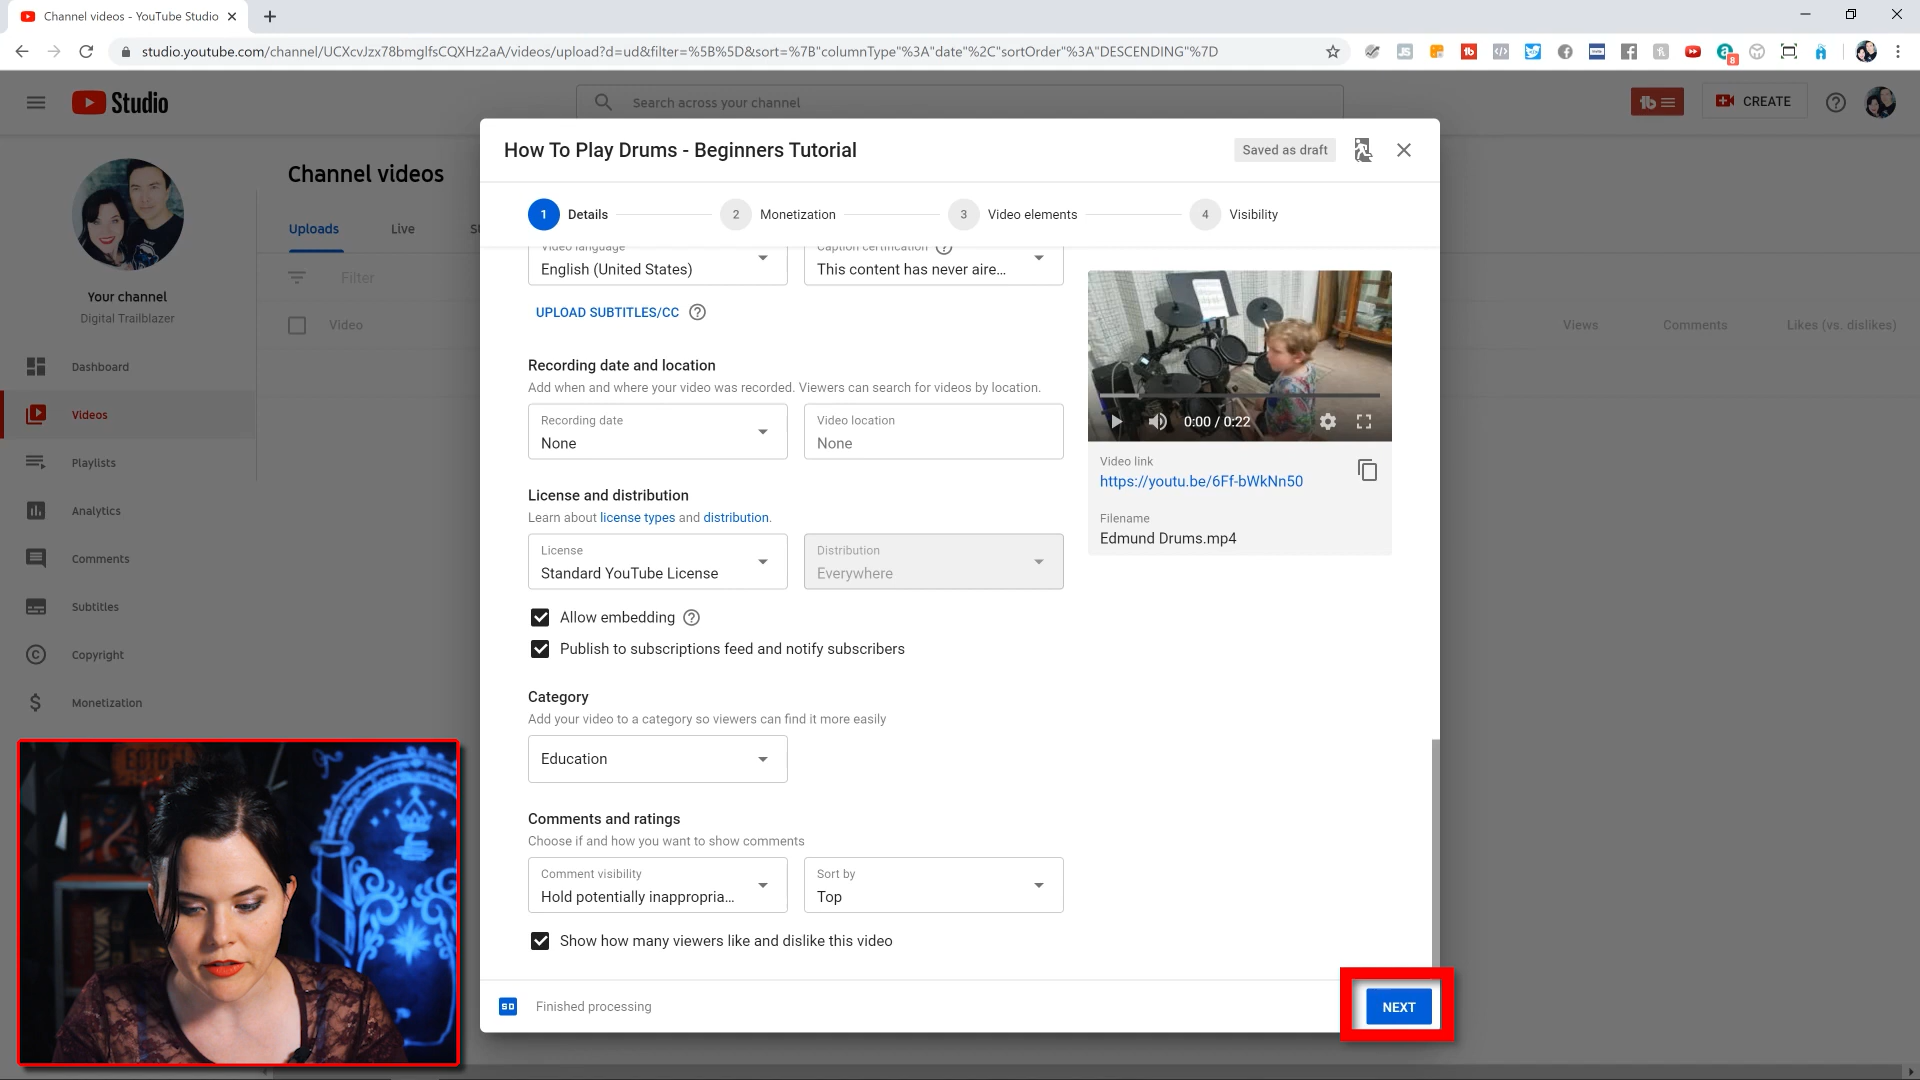 Channel videos - YouTube Studio
studio.youtube.com/channel/UCXcvJzx78bmglfsCQXHz2aA/videos/upload?d=ud&filter=%5B%5D&sort=%7B"columnType"%3A"date"%2C"sortOrder"%3A"DESCENDING"%7D
Studio
Search across your channel
CREATE
How To Play Drums - Beginners Tutorial
Saved as draft
1 Details
2 Monetization
3 Video elements
4 Visibility
Channel videos
Uploads
Live
Filter
Video
Views
Comments
Likes (vs. dislikes)
Your channel
Digital Trailblazer
Dashboard
Videos
Playlists
Analytics
Comments
Subtitles
Copyright
Monetization
Video language
English (United States)
Caption certification
This content has never aire...
UPLOAD SUBTITLES/CC
Recording date and location
Add when and where your video was recorded. Viewers can search for videos by location.
Recording date
None
Video location
None
License and distribution
Learn about license types and distribution.
License
Standard YouTube License
Distribution
Everywhere
Allow embedding
Publish to subscriptions feed and notify subscribers
Category
Add your video to a category so viewers can find it more easily
Education
Comments and ratings
Choose if and how you want to show comments
Comment visibility
Hold potentially inappropria...
Sort by
Top
Show how many viewers like and dislike this video
0:00 / 0:22
Video link
https://youtu.be/6Ff-bWkNn50
Filename
Edmund Drums.mp4
SD
Finished processing
NEXT